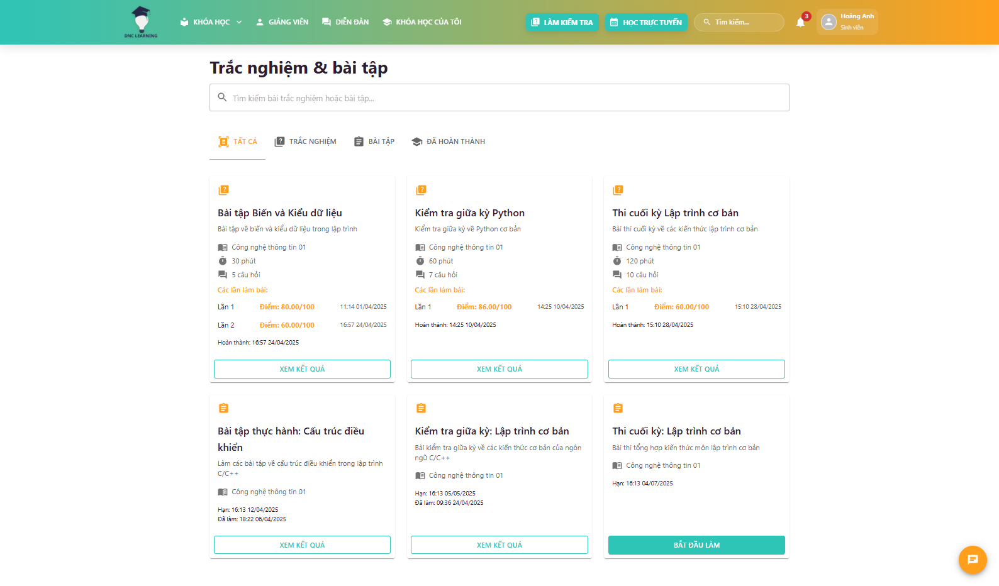 DNC LEARNING
KHÓA HỌC
GIẢNG VIÊN
DIỄN ĐÀN
KHÓA HỌC CỦA TÔI
LÀM KIỂM TRA
HỌC TRỰC TUYẾN
Tìm kiếm...
3
Hoàng Anh
Sinh viên
Trắc nghiệm & bài tập
Tìm kiếm bài trắc nghiệm hoặc bài tập...
TẤT CẢ
TRẮC NGHIỆM
BÀI TẬP
ĐÃ HOÀN THÀNH
Bài tập Biến và Kiểu dữ liệu
Bài tập về biến và kiểu dữ liệu trong lập trình
Công nghệ thông tin 01
30 phút
5 câu hỏi
Các lần làm bài:
Lần 1 Điểm: 80.00/100 11:14 01/04/2025
Lần 2 Điểm: 60.00/100 16:57 24/04/2025
Hoàn thành: 16:57 24/04/2025
XEM KẾT QUẢ
Kiểm tra giữa kỳ Python
Kiểm tra giữa kỳ về Python cơ bản
Công nghệ thông tin 01
60 phút
7 câu hỏi
Các lần làm bài:
Lần 1 Điểm: 86.00/100 14:25 10/04/2025
Hoàn thành: 14:25 10/04/2025
XEM KẾT QUẢ
Thi cuối kỳ Lập trình cơ bản
Bài thi cuối kỳ về các kiến thức lập trình cơ bản
Công nghệ thông tin 01
120 phút
10 câu hỏi
Các lần làm bài:
Lần 1 Điểm: 60.00/100 15:10 28/04/2025
Hoàn thành: 15:10 28/04/2025
XEM KẾT QUẢ
Bài tập thực hành: Cấu trúc điều
khiển
Làm các bài tập về cấu trúc điều khiển trong lập trình
C/C++
Công nghệ thông tin 01
Hạn: 16:13 12/04/2025
Đã làm: 18:22 06/04/2025
XEM KẾT QUẢ
Kiểm tra giữa kỳ: Lập trình cơ bản
Bài kiểm tra giữa kỳ về các kiến thức cơ bản của ngôn
ngữ C/C++
Công nghệ thông tin 01
Hạn: 16:13 05/05/2025
Đã làm: 09:36 24/04/2025
XEM KẾT QUẢ
Thi cuối kỳ: Lập trình cơ bản
Bài thi tổng hợp kiến thức môn lập trình cơ bản
Công nghệ thông tin 01
Hạn: 16:13 04/07/2025
BẮT ĐẦU LÀM